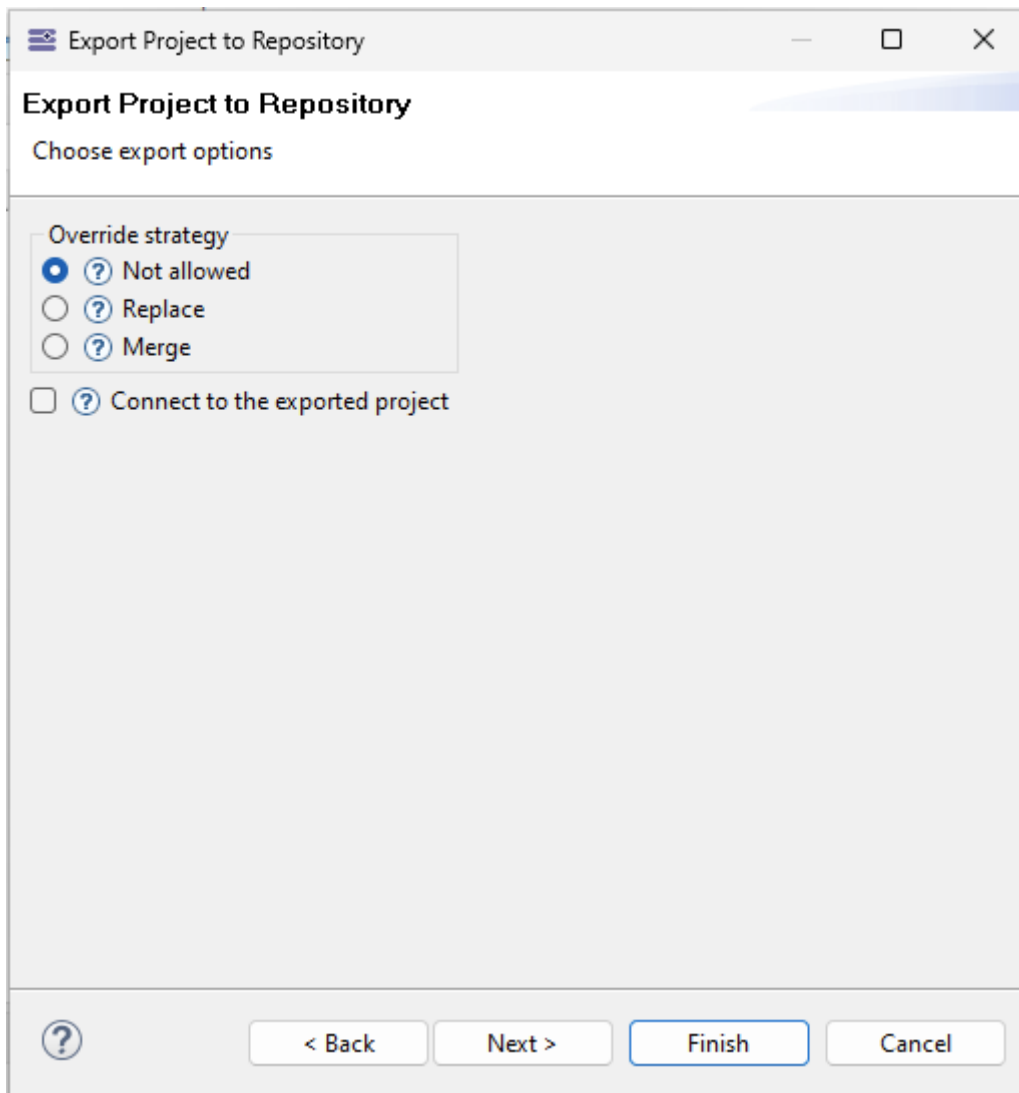 Export Project to Repository
Export Project to Repository
Choose export options
Override strategy
Not allowed
Replace
Merge
Connect to the exported project
< Back Next > Finish Cancel